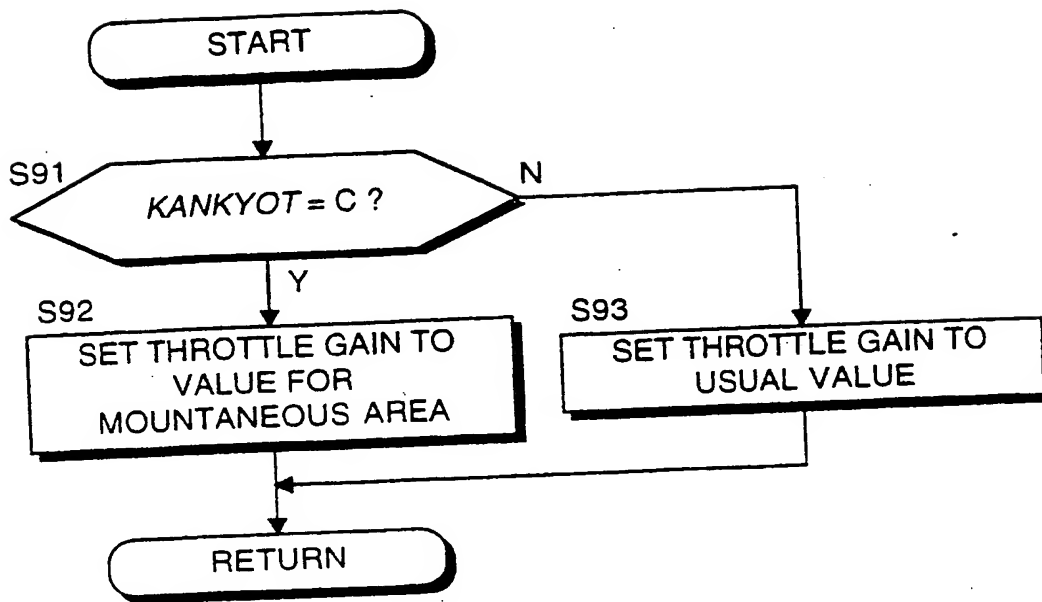 START
S91
KANKYOT = C ?
N
Y
S92
SET THROTTLE GAIN TO
VALUE FOR
MOUNTANEOUS AREA
S93
SET THROTTLE GAIN TO
USUAL VALUE
RETURN